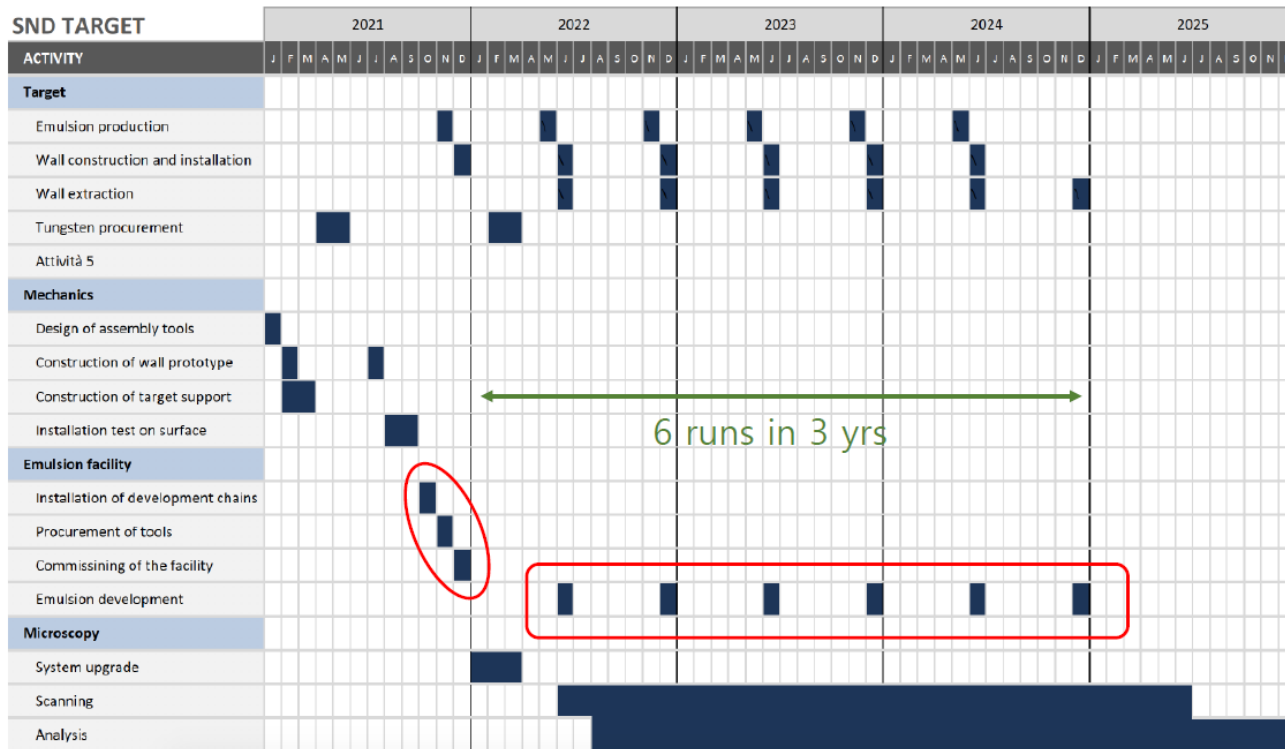 SND TARGET 2021 2022 2023 2024 2025
ACTIVITY J F M A M J J A S O N D J F M A M J J A S O N D J F M A M J J A S O N D J F M A M J J A S O N D J F M A M J J A S O N
Target
Emulsion production
Wall construction and installation
Wall extraction
Tungsten procurement
Attività 5
Mechanics
Design of assembly tools
Construction of wall prototype
Construction of target support
6 runs in 3 yrs
Installation test on surface
Emulsion facility
Installation of development chains
Procurement of tools
Commissining of the facility
Emulsion development
Microscopy
System upgrade
Scanning
Analysis